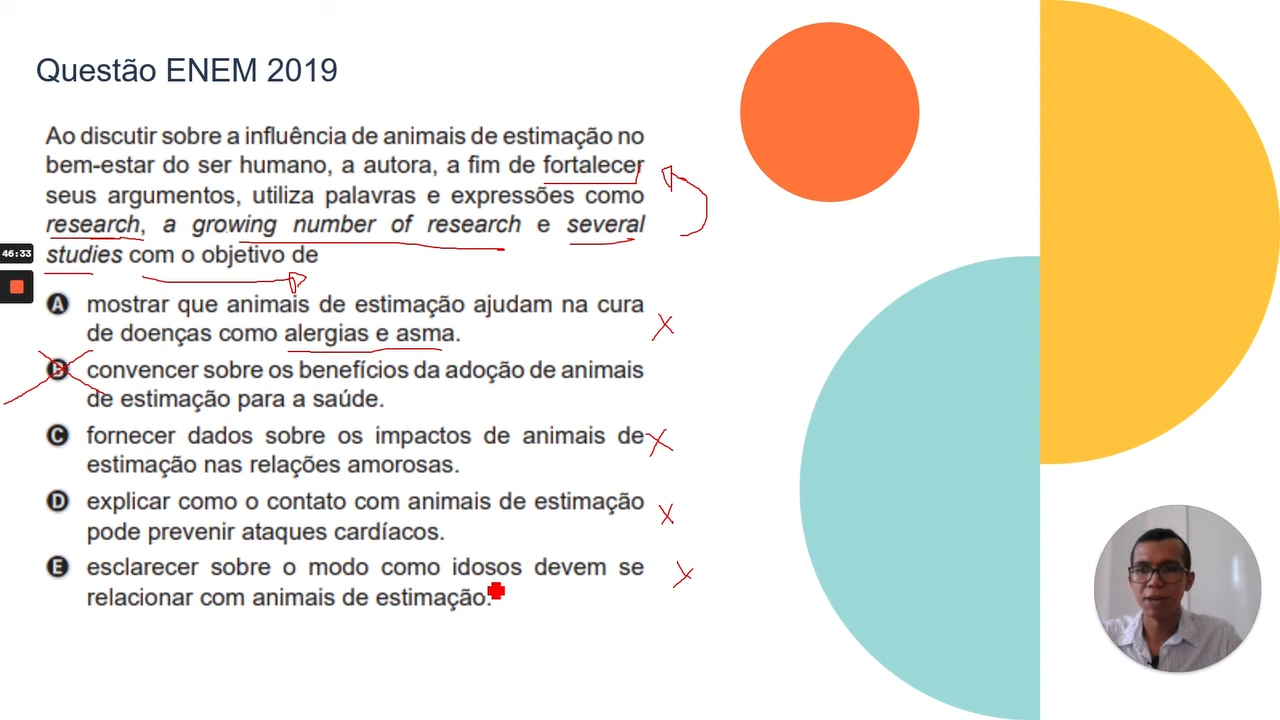 Questão ENEM 2019
Ao discutir sobre a influência de animais de estimação no
bem-estar do ser humano, a autora, a fim de fortalecer
seus argumentos, utiliza palavras e expressões como
research, a growing number of research e several
studies com o objetivo de
A mostrar que animais de estimação ajudam na cura
de doenças como alergias e asma.
B convencer sobre os benefícios da adoção de animais
de estimação para a saúde.
C fornecer dados sobre os impactos de animais de
estimação nas relações amorosas.
D explicar como o contato com animais de estimação
pode prevenir ataques cardíacos.
E esclarecer sobre o modo como idosos devem se
relacionar com animais de estimação.
46:33